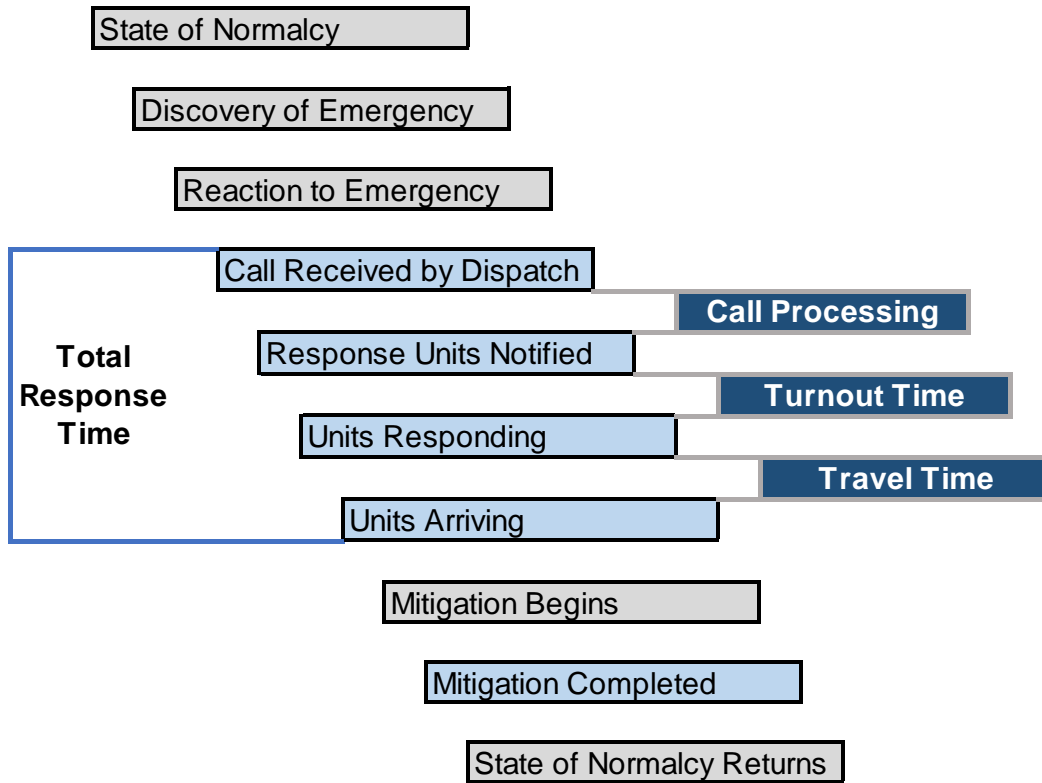 State of Normalcy
Discovery of Emergency
Reaction to Emergency
Call Received by Dispatch
Call Processing
Response Units Notified
Total
Response
Time
Turnout Time
Units Responding
Travel Time
Units Arriving
Mitigation Begins
Mitigation Completed
State of Normalcy Returns